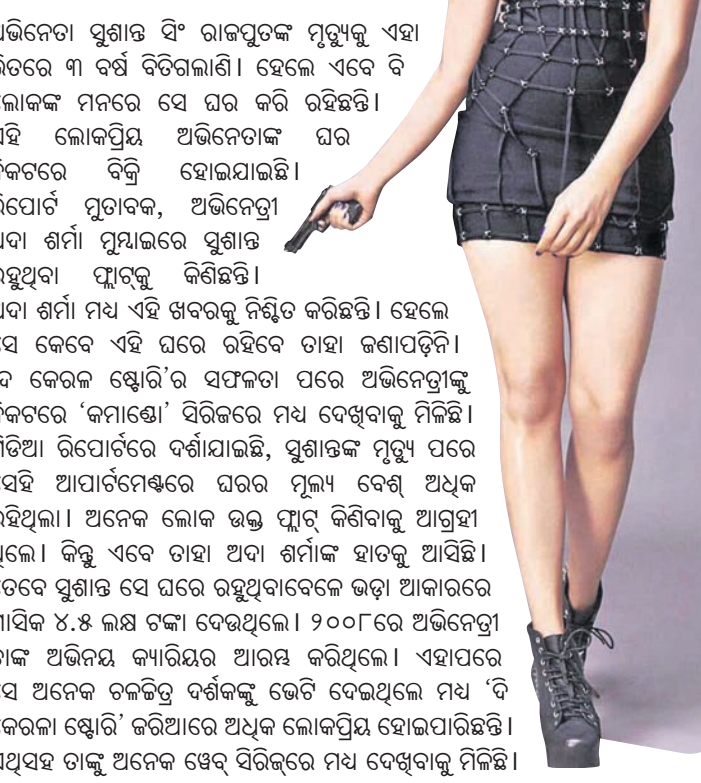 ଅଭିନେତା ସୁଶାନ୍ତ ସିଂ ରାଜପୁତଙ୍କ ମୃତ୍ୟୁକୁ ଏହା
ଭିତରେ ୩ ବର୍ଷ ବିତିଗଲାଣି। ହେଲେ ଏବେ ବି
ଲୋକଙ୍କ ମନରେ ସେ ଘର କରି ରହିଛନ୍ତି।
ଏହି ଲୋକପ୍ରିୟ ଅଭିନେତାଙ୍କ ଘର
ନିକଟରେ ବିକ୍ରି ହୋଇଯାଇଛି।
ରିପୋର୍ଟ ମୁତାବକ, ଅଭିନେତ୍ରୀ
ଅଦା ଶର୍ମା ମୁମ୍ବାଇରେ ସୁଶାନ୍ତ
ରହୁଥିବା ଫ୍ଲାଟ୍‌କୁ କିଣିଛନ୍ତି।
ଅଦା ଶର୍ମା ମଧ୍ୟ ଏହି ଖବରକୁ ନିଶ୍ଚିତ କରିଛନ୍ତି। ହେଲେ
ସେ କେବେ ଏହି ଘରେ ରହିବେ ତାହା ଜଣାପଡ଼ିନି।
‘ଦ କେରଳ ଷ୍ଟୋରି’ର ସଫଳତା ପରେ ଅଭିନେତ୍ରୀଙ୍କୁ
ନିକଟରେ ‘କମାଣ୍ଡୋ’ ସିରିଜରେ ମଧ୍ୟ ଦେଖିବାକୁ ମିଳିଛି।
ମିଡିଆ ରିପୋର୍ଟରେ ଦର୍ଶାଯାଇଛି, ସୁଶାନ୍ତଙ୍କ ମୃତ୍ୟୁ ପରେ
ସେହି ଆପାର୍ଟମେଣ୍ଟରେ ଘରର ମୂଲ୍ୟ ବେଶ୍ ଅଧିକ
ରହିଥିଲା। ଅନେକ ଲୋକ ଉକ୍ତ ଫ୍ଲାଟ୍ କିଣିବାକୁ ଆଗ୍ରହୀ
ଥିଲେ। କିନ୍ତୁ ଏବେ ତାହା ଅଦା ଶର୍ମାଙ୍କ ହାତକୁ ଆସିଛି।
ତେବେ ସୁଶାନ୍ତ ସେ ଘରେ ରହୁଥିବାବେଳେ ଭଡ଼ା ଆକାରରେ
ମାସିକ ୪.୫ ଲକ୍ଷ ଟଙ୍କା ଦେଉଥିଲେ। ୨୦୦୮ରେ ଅଭିନେତ୍ରୀ
ତାଙ୍କ ଅଭିନୟ କ୍ୟାରିୟର ଆରମ୍ଭ କରିଥିଲେ। ଏହାପରେ
ସେ ଅନେକ ଚଳଚ୍ଚିତ୍ର ଦର୍ଶକଙ୍କୁ ଭେଟି ଦେଇଥିଲେ ମଧ୍ୟ ‘ଦି
କେରଳା ଷ୍ଟୋରି’ ଜରିଆରେ ଅଧିକ ଲୋକପ୍ରିୟ ହୋଇପାରିଛନ୍ତି।
ଏଥିସହ ତାଙ୍କୁ ଅନେକ ୱେବ୍ ସିରିଜ୍‌ରେ ମଧ୍ୟ ଦେଖିବାକୁ ମିଳିଛି।